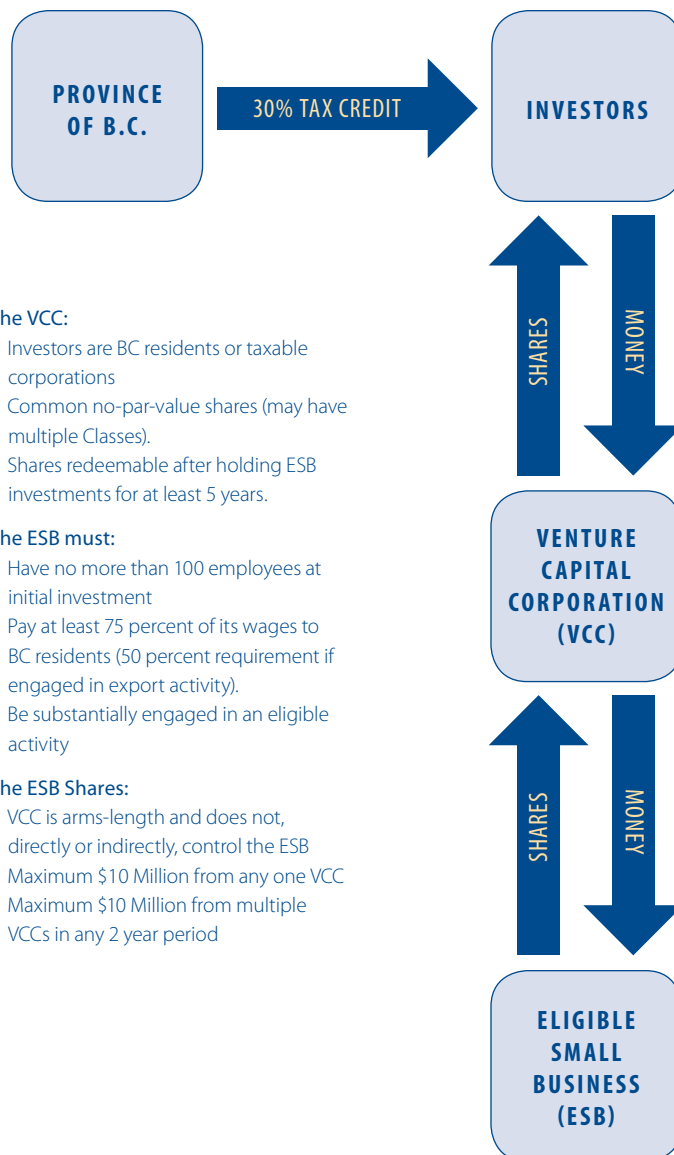 PROVINCE
OF B.C.
30% TAX CREDIT
INVESTORS
SHARES
MONEY
he VCC:
Investors are BC residents or taxable
corporations
Common no-par-value shares (may have
multiple Classes).
Shares redeemable after holding ESB
investments for at least 5 years.
he ESB must:
Have no more than 100 employees at
initial investment
Pay at least 75 percent of its wages to
BC residents (50 percent requirement if
engaged in export activity).
Be substantially engaged in an eligible
activity
he ESB Shares:
VCC is arms-length and does not,
directly or indirectly, control the ESB
Maximum $10 Million from any one VCC
Maximum $10 Million from multiple
VCCs in any 2 year period
VENTURE
CAPITAL
CORPORATION
(VCC)
SHARES
MONEY
ELIGIBLE
SMALL
BUSINESS
(ESB)